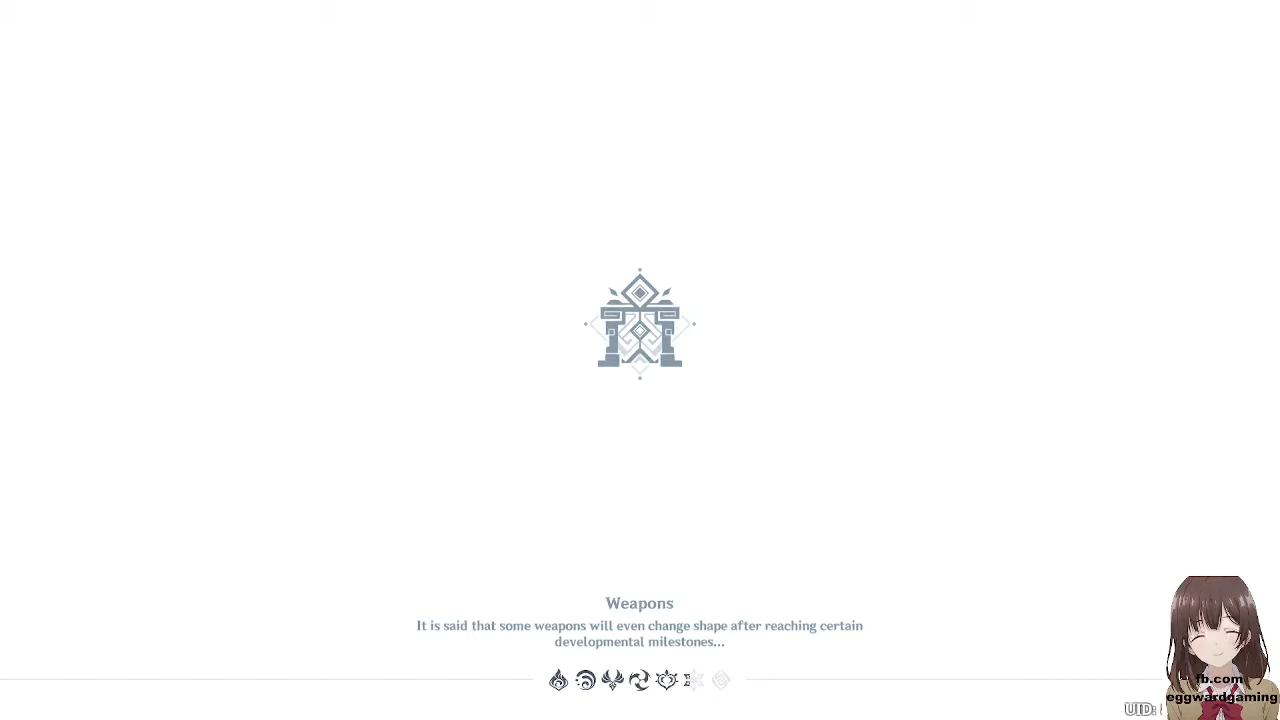 Weapons
It is said that some weapons will even change shape after reaching certain
developmental milestones...
fb.com
eggwardgaming
UID: